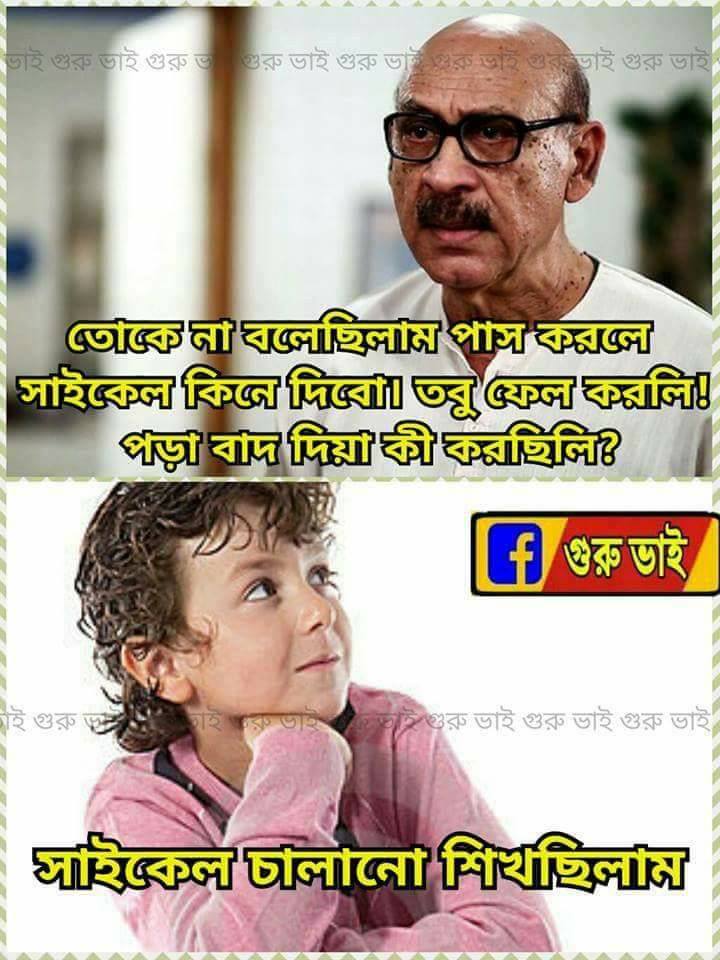 ভাই গুরু ভাই গুরু ভাই গুরু ভাই গুরু ভাই গুরু ভাই গুরু ভাই গুরু ভাই
তোকে না বলেছিলাম পাস করলে
সাইকেল কিনে দিবো। তবু ফেল করলি!
পড়া বাদ দিয়া কী করছিলি?
f গুরু ভাই
ই গুরু ভাই গুরু ভাই গুরু ভাই গুরু ভাই গুরু ভাই
সাইকেল চালানো শিখছিলাম